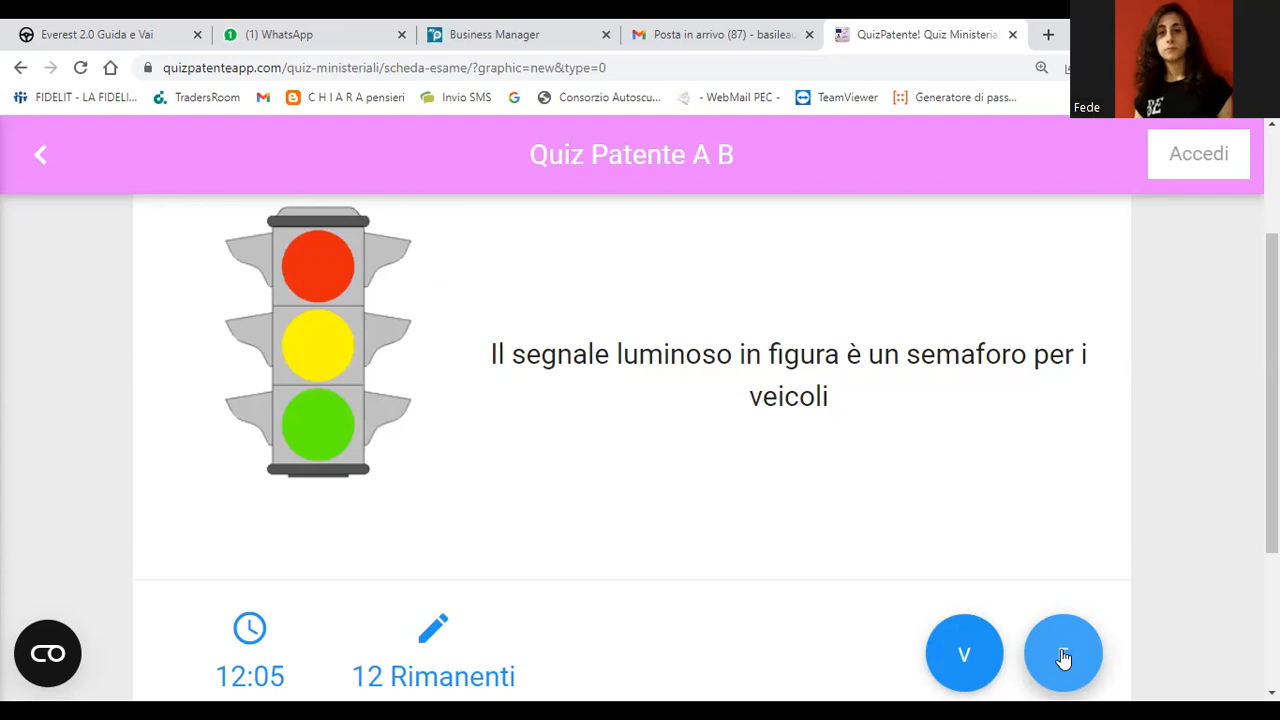 Everest 2.0 Guida e Vai
(1) WhatsApp
Business Manager
Posta in arrivo (87) - basileau
QuizPatente! Quiz Ministeria
quizpatenteapp.com/quiz-ministeriali/scheda-esame/?graphic=new&type=0
FIDELIT - LA FIDELI...
TradersRoom
C H I A R A pensieri
Invio SMS
Consorzio Autoscu...
- WebMail PEC -
TeamViewer
Generatore di pass...
Fede
BE
Quiz Patente A B
Accedi
Il segnale luminoso in figura è un semaforo per i
veicoli
12:05
12 Rimanenti
V